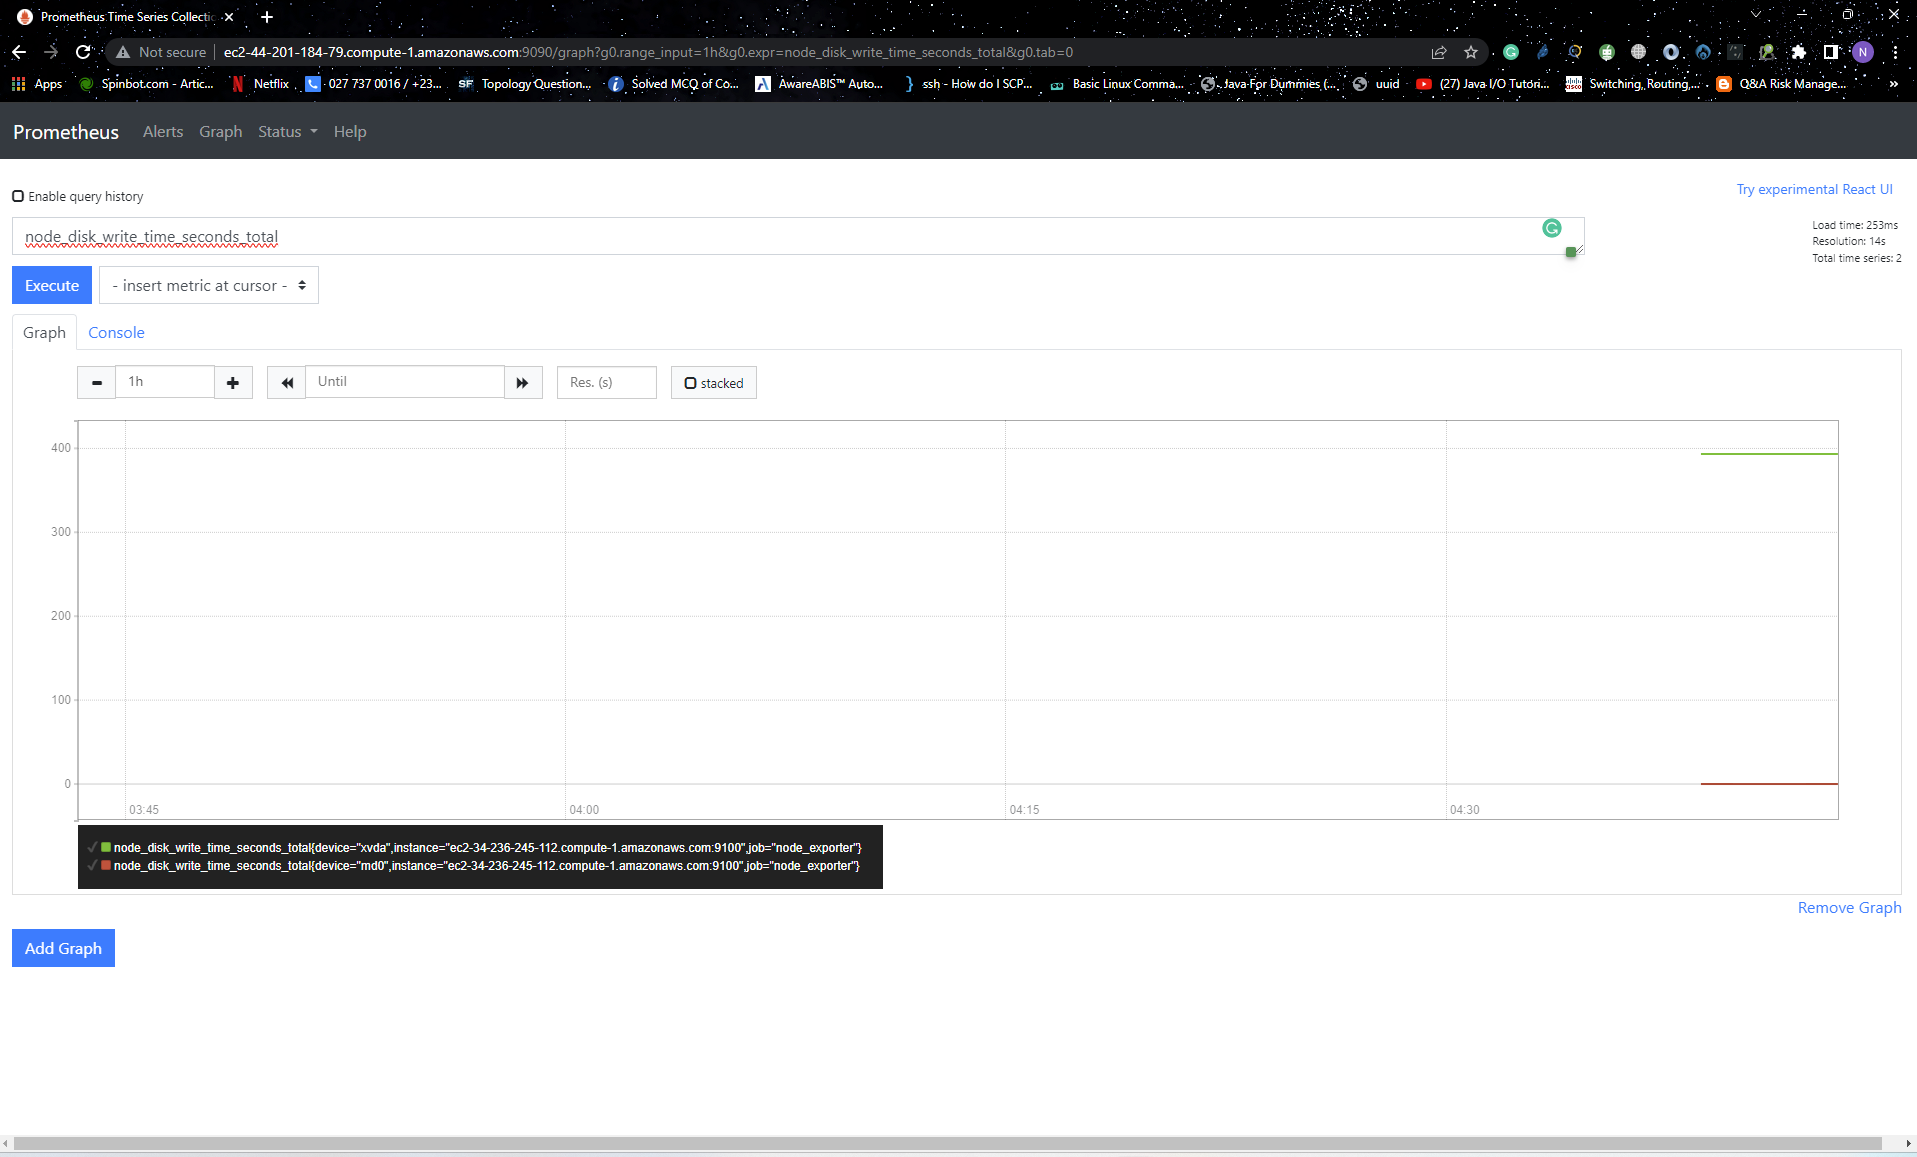 Prometheus Time Series Collectic
Not secure ec2-44-201-184-79.compute-1.amazonaws.com:9090/graph?g0.range_input=1h&g0.expr=node_disk_write_time_seconds_total&g0.tab=0
N
Apps Spinbot.com - Artic... Netflix 027 737 0016 / +23... SF Topology Question... Solved MCQ of Co... AwareABIS™ Auto... ssh - How do I SCP... Basic Linux Comma... Java For Dummies (... uuid (27) Java I/O Tutori... Switching, Routing,... Q&A Risk Manage... »
Prometheus Alerts Graph Status Help
Enable query history
Try experimental React UI
node_disk_write_time_seconds_total
Load time: 253ms
Resolution: 14s
Total time series: 2
Execute - insert metric at cursor -
Graph Console
1h Until Res. (s) stacked
400
300
200
100
0
03:45 04:00 04:15 04:30
node_disk_write_time_seconds_total{device="xvda",instance="ec2-34-236-245-112.compute-1.amazonaws.com:9100",job="node_exporter"}
node_disk_write_time_seconds_total{device="md0",instance="ec2-34-236-245-112.compute-1.amazonaws.com:9100",job="node_exporter"}
Remove Graph
Add Graph